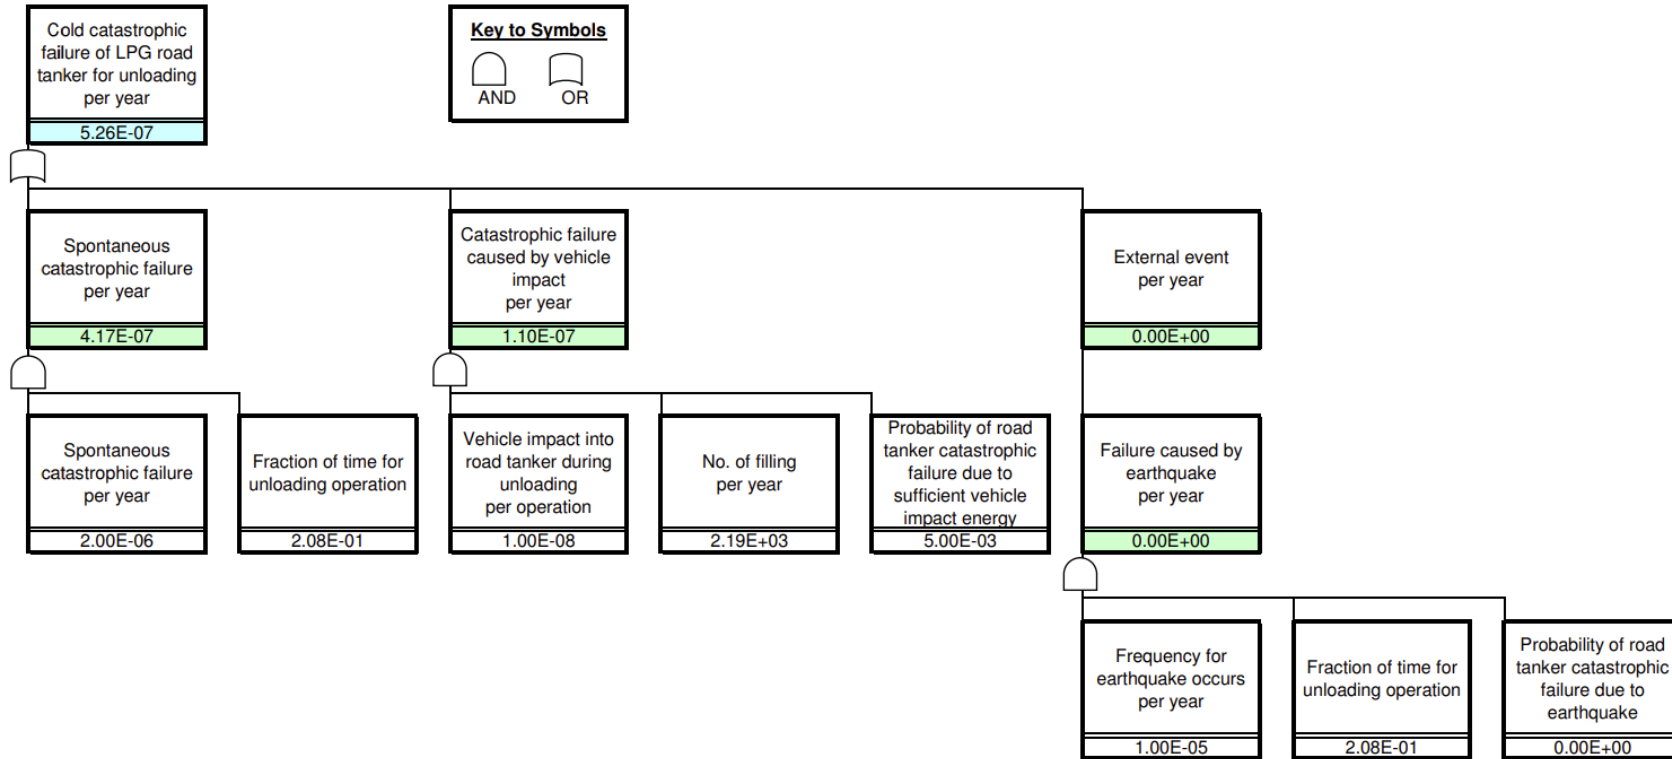 Cold catastrophic
failure of LPG road
tanker for unloading
per year
5.26E-07
Key to Symbols
AND OR
Spontaneous
catastrophic failure
per year
4.17E-07
Catastrophic failure
caused by vehicle
impact
per year
1.10E-07
External event
per year
0.00E+00
Spontaneous
catastrophic failure
per year
2.00E-06
Fraction of time for
unloading operation
2.08E-01
Vehicle impact into
road tanker during
unloading
per operation
1.00E-08
No. of filling
per year
2.19E+03
Probability of road
tanker catastrophic
failure due to
sufficient vehicle
impact energy
5.00E-03
Failure caused by
earthquake
per year
0.00E+00
Frequency for
earthquake occurs
per year
1.00E-05
Fraction of time for
unloading operation
2.08E-01
Probability of road
tanker catastrophic
failure due to
earthquake
0.00E+00